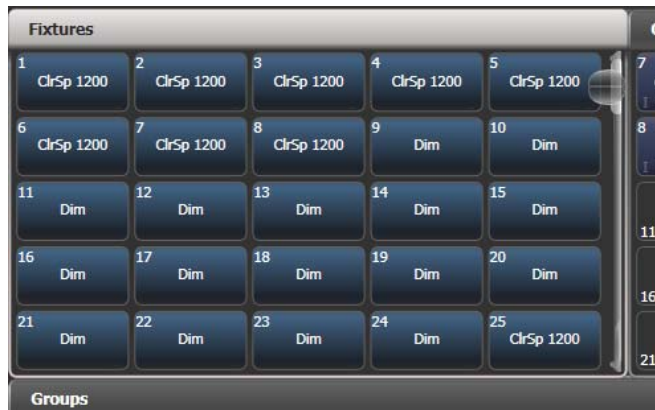 Fixtures
1 2 3 4 5 7
ClrSp 1200 ClrSp 1200 ClrSp 1200 ClrSp 1200 ClrSp 1200
I
6 7 8 9 10 8
ClrSp 1200 ClrSp 1200 ClrSp 1200 Dim Dim
I
11 12 13 14 15
Dim Dim Dim Dim Dim
11
16 17 18 19 20
Dim Dim Dim Dim Dim
16
21 22 23 24 25
Dim Dim Dim Dim ClrSp 1200
21
Groups